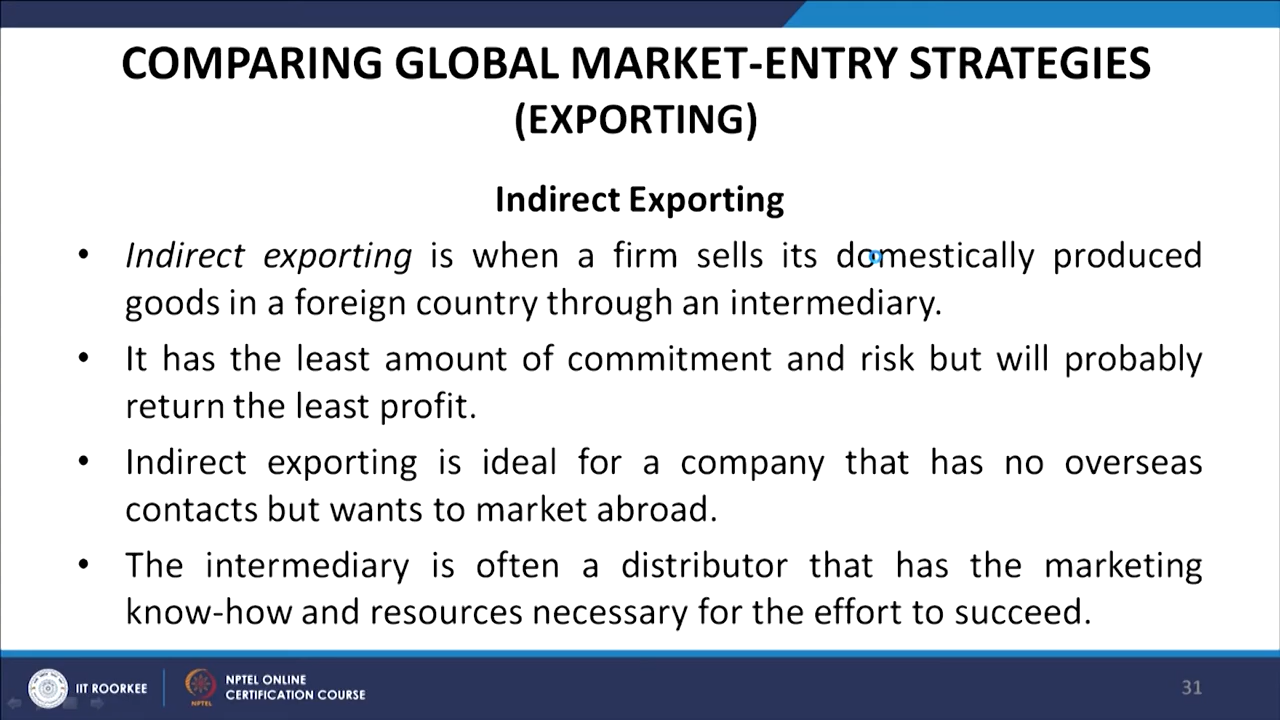 COMPARING GLOBAL MARKET-ENTRY STRATEGIES
(EXPORTING)
Indirect Exporting
• Indirect exporting is when a firm sells its domestically produced
goods in a foreign country through an intermediary.
• It has the least amount of commitment and risk but will probably
return the least profit.
• Indirect exporting is ideal for a company that has no overseas
contacts but wants to market abroad.
• The intermediary is often a distributor that has the marketing
know-how and resources necessary for the effort to succeed.
IIT ROORKEE
NPTEL
NPTEL ONLINE
CERTIFICATION COURSE
31